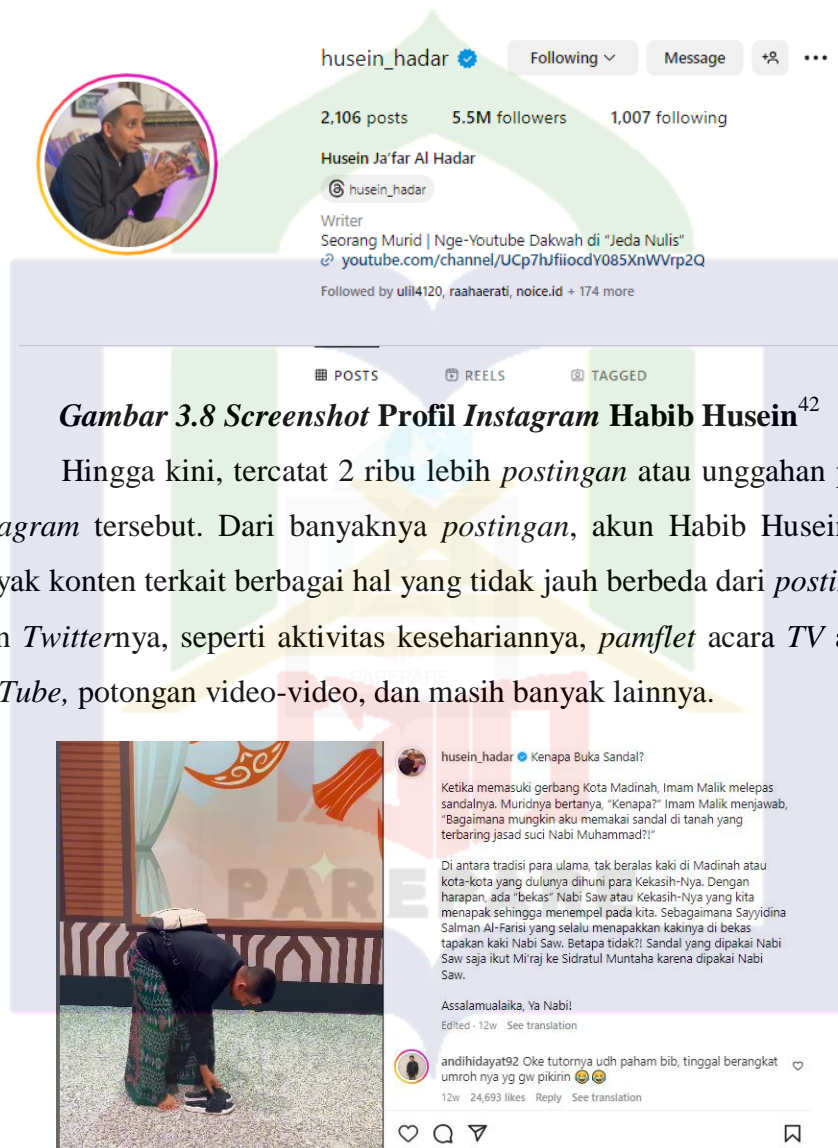 husein_hadar Following Message
2,106 posts 5.5M followers 1,007 following
Husein Ja'far Al Hadar
husein_hadar
Writer
Seorang Murid | Nge-Youtube Dakwah di "Jeda Nulis"
youtube.com/channel/UCp7hJfiiocdY085XnWVrp2Q
Followed by ulil4120, raahaerati, noice.id + 174 more
POSTS REELS TAGGED
Gambar 3.8 Screenshot Profil Instagram Habib Husein42
Hingga kini, tercatat 2 ribu lebih postingan atau unggahan p
agram tersebut. Dari banyaknya postingan, akun Habib Husein
yak konten terkait berbagai hal yang tidak jauh berbeda dari posti
n Twitternya, seperti aktivitas kesehariannya, pamflet acara TV a
Tube, potongan video-video, dan masih banyak lainnya.
PAREPARE
husein_hadar Kenapa Buka Sandal?
Ketika memasuki gerbang Kota Madinah, Imam Malik melepas
sandalnya. Muridnya bertanya, "Kenapa?" Imam Malik menjawab,
"Bagaimana mungkin aku memakai sandal di tanah yang
terbaring jasad suci Nabi Muhammad?!"
Di antara tradisi para ulama, tak beralas kaki di Madinah atau
kota-kota yang dulunya dihuni para Kekasih-Nya. Dengan
harapan, ada "bekas" Nabi Saw atau Kekasih-Nya yang kita
menapak sehingga menempel pada kita. Sebagaimana Sayyidina
Salman Al-Farisi yang selalu menapakkan kakinya di bekas
tapakan kaki Nabi Saw. Betapa tidak?! Sandal yang dipakai Nabi
Saw saja ikut Mi'raj ke Sidratul Muntaha karena dipakai Nabi
Saw.
Assalamualaika, Ya Nabi!
Edited · 12w See translation
andihidayat92 Oke tutornya udh paham bib, tinggal berangkat
umroh nya yg gw pikirin 😂😂
12w 24,693 likes Reply See translation